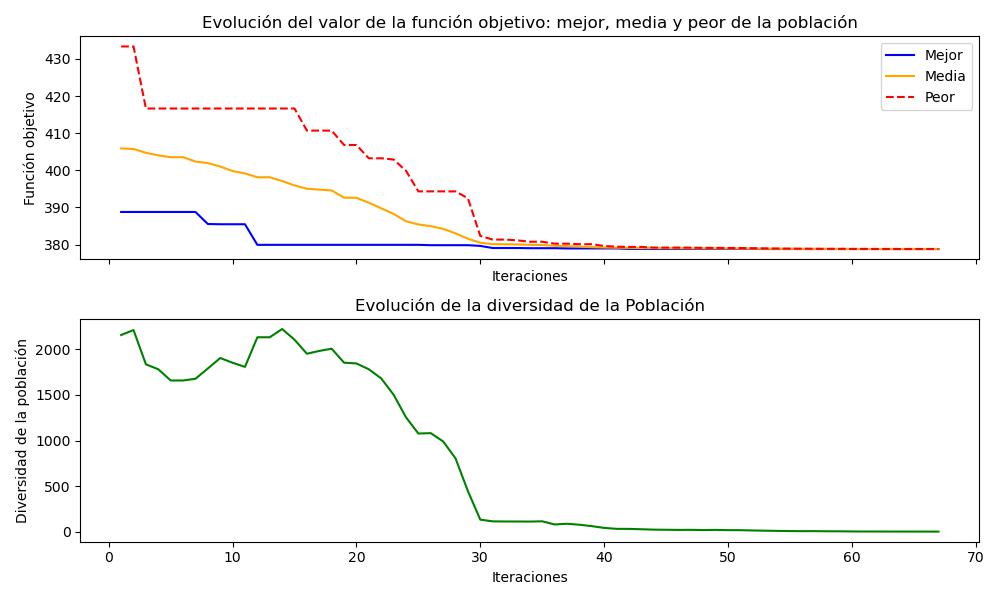 Evolución del valor de la función objetivo: mejor, media y peor de la población
Función objetivo
430
420
410
400
390
380
Mejor
Media
Peor
Iteraciones
Evolución de la diversidad de la Población
Diversidad de la población
2000
1500
1000
500
0
0 10 20 30 40 50 60 70
Iteraciones